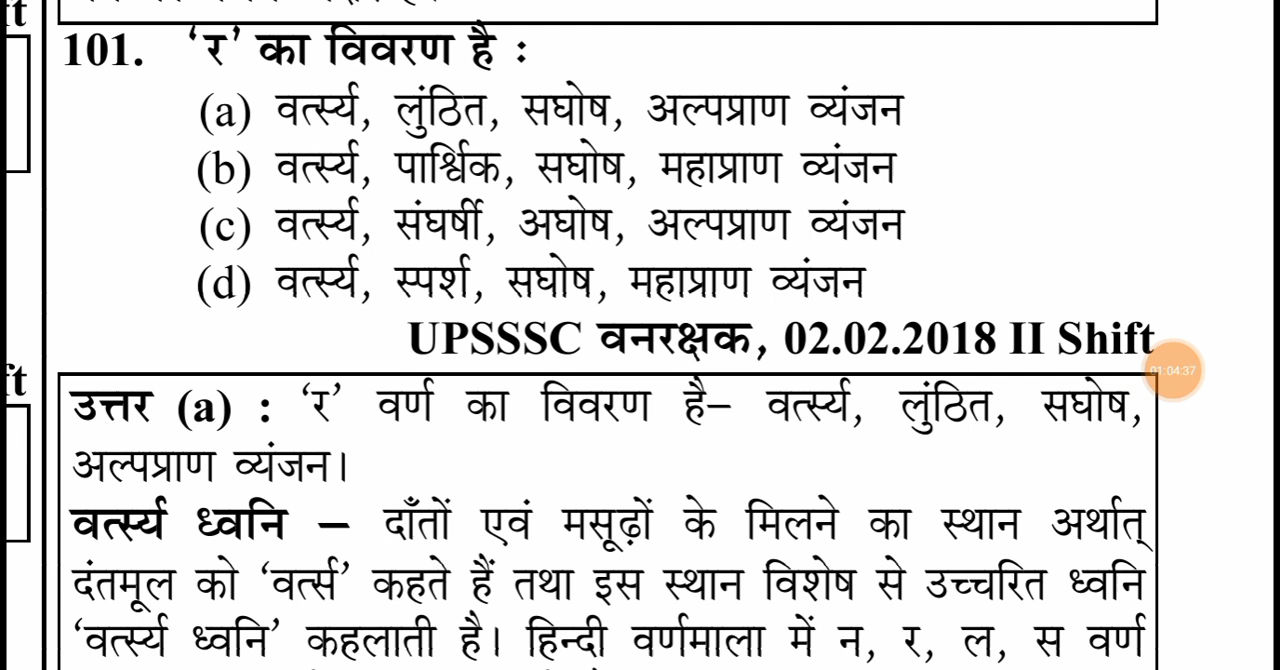 101. ‘र’ का विवरण है :
(a) वर्त्स्य, लुंठित, सघोष, अल्पप्राण व्यंजन
(b) वर्त्स्य, पार्श्विक, सघोष, महाप्राण व्यंजन
(c) वर्त्स्य, संघर्षी, अघोष, अल्पप्राण व्यंजन
(d) वर्त्स्य, स्पर्श, सघोष, महाप्राण व्यंजन
UPSSSC वनरक्षक, 02.02.2018 II Shift
01:04:37
उत्तर (a) : ‘र’ वर्ण का विवरण है– वर्त्स्य, लुंठित, सघोष,
अल्पप्राण व्यंजन।
वर्त्स्य ध्वनि – दाँतों एवं मसूढ़ों के मिलने का स्थान अर्थात्
दंतमूल को ‘वर्त्स’ कहते हैं तथा इस स्थान विशेष से उच्चरित ध्वनि
‘वर्त्स्य ध्वनि’ कहलाती है। हिन्दी वर्णमाला में न, र, ल, स वर्ण